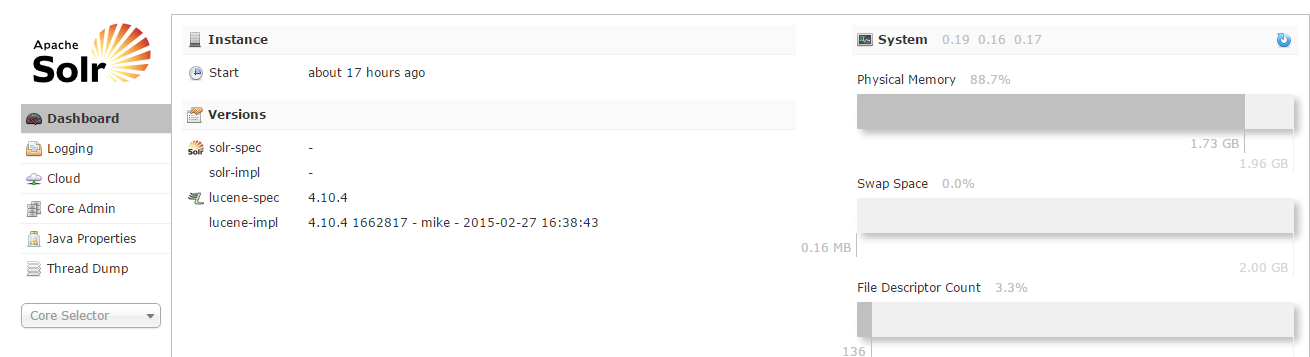 Apache
Solr
Dashboard
Logging
Cloud
Core Admin
Java Properties
Thread Dump
Core Selector
Instance
Start about 17 hours ago
Versions
Solr solr-spec -
solr-impl -
lucene-spec 4.10.4
lucene-impl 4.10.4 1662817 - mike - 2015-02-27 16:38:43
System 0.19 0.16 0.17
Physical Memory 88.7%
1.73 GB
1.96 GB
Swap Space 0.0%
0.16 MB
2.00 GB
File Descriptor Count 3.3%
136